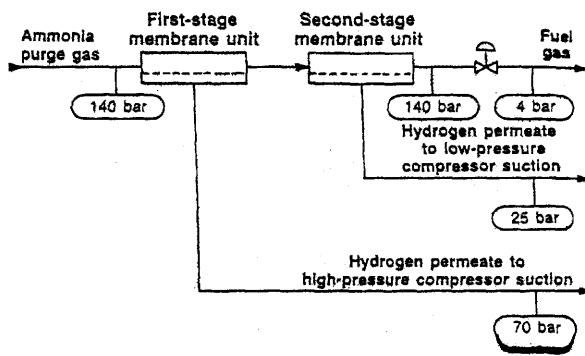 First-stage
membrane unit
Second-stage
membrane unit
Ammonia
purge gas
Fuel
gas
140 bar
140 bar
4 bar
Hydrogen permeate
to low-pressure
compressor suction
25 bar
Hydrogen permeate to
high-pressure compressor suction
70 bar